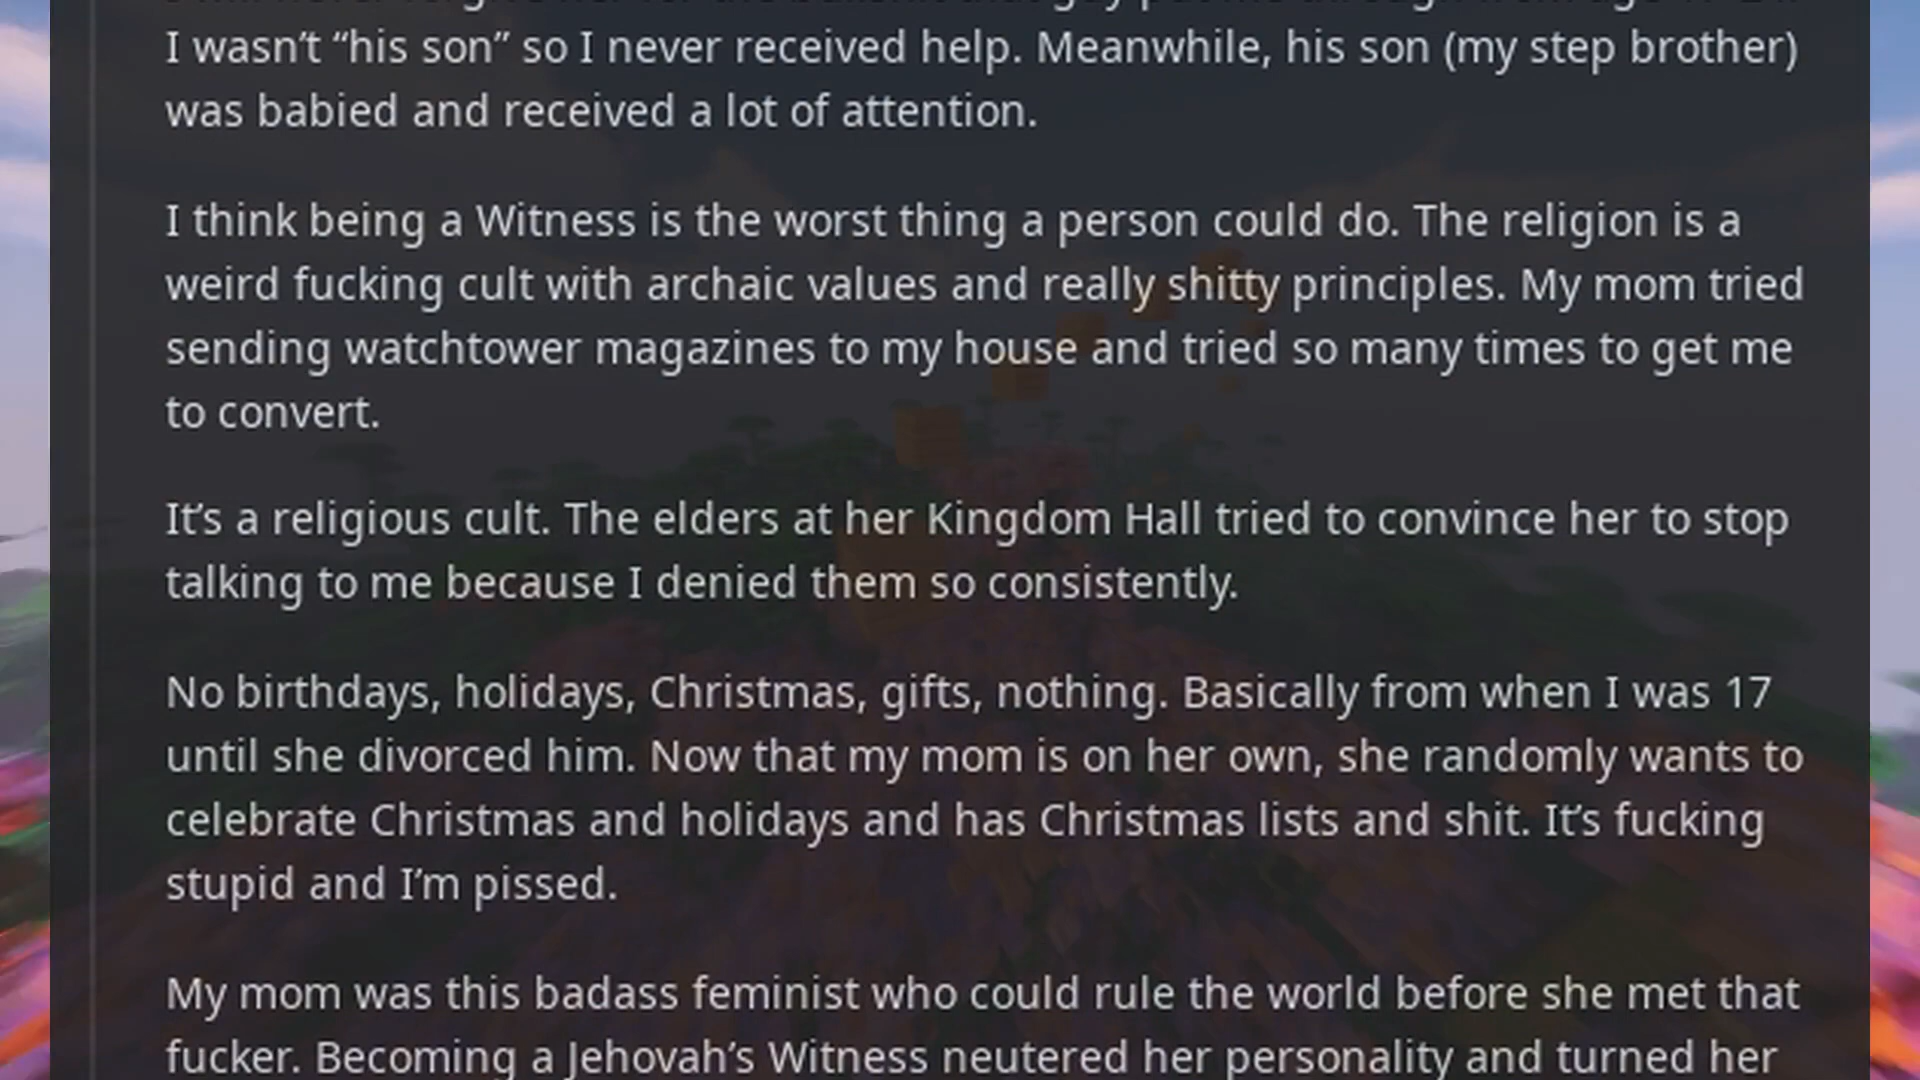 I wasn’t “his son” so I never received help. Meanwhile, his son (my step brother)
was babied and received a lot of attention.
I think being a Witness is the worst thing a person could do. The religion is a
weird fucking cult with archaic values and really shitty principles. My mom tried
sending watchtower magazines to my house and tried so many times to get me
to convert.
It’s a religious cult. The elders at her Kingdom Hall tried to convince her to stop
talking to me because I denied them so consistently.
No birthdays, holidays, Christmas, gifts, nothing. Basically from when I was 17
until she divorced him. Now that my mom is on her own, she randomly wants to
celebrate Christmas and holidays and has Christmas lists and shit. It’s fucking
stupid and I’m pissed.
My mom was this badass feminist who could rule the world before she met that
fucker. Becoming a Jehovah’s Witness neutered her personality and turned her